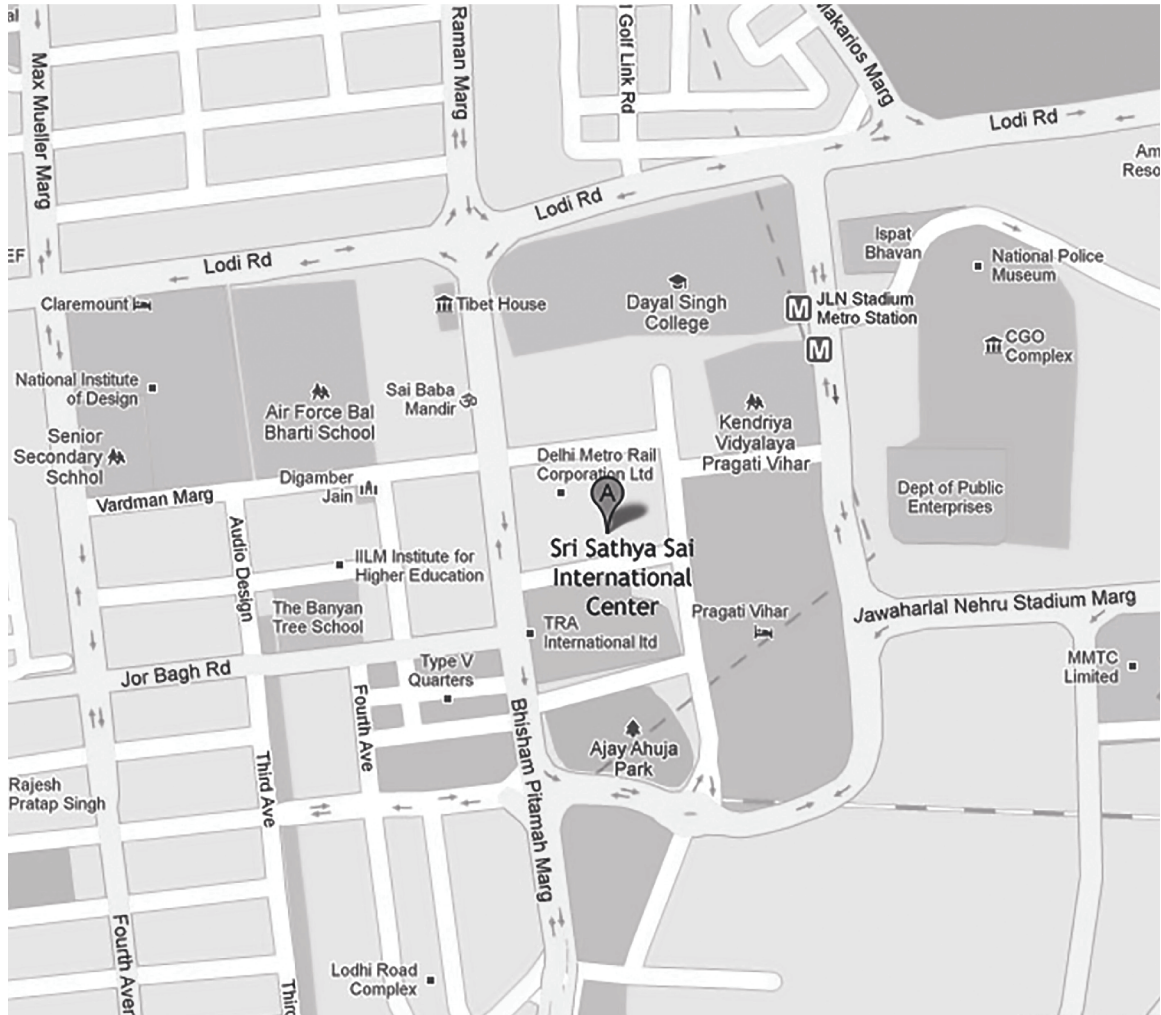 al
Max Mueller Marg
Raman Marg
Golf Link Rd
Makarios Marg
Lodi Rd
Am
Reso
Lodi Rd
Ispat
Bhavan
National Police
Museum
EF
Lodi Rd
Claremount
Tibet House
Dayal Singh
College
M
JLN Stadium
Metro Station
M
CGO
Complex
National Institute
of Design
Air Force Bal
Bharti School
Sai Baba
Mandir
ॐ
Kendriya
Vidyalaya
Pragati Vihar
Senior
Secondary
Schhol
Digamber
Jain
Delhi Metro Rail
Corporation Ltd
A
Vardman Marg
Dept of Public
Enterprises
Audio Design
IILM Institute for
Higher Education
Sri Sathya Sai
International
Center
The Banyan
Tree School
TRA
International ltd
Pragati Vihar
Jawaharlal Nehru Stadium Marg
Jor Bagh Rd
Type V
Quarters
MMTC
Limited
Fourth Ave
Bhisham Pitamah Marg
Ajay Ahuja
Park
Third Ave
Rajesh
Pratap Singh
Fourth Aven
Lodhi Road
Complex
Third